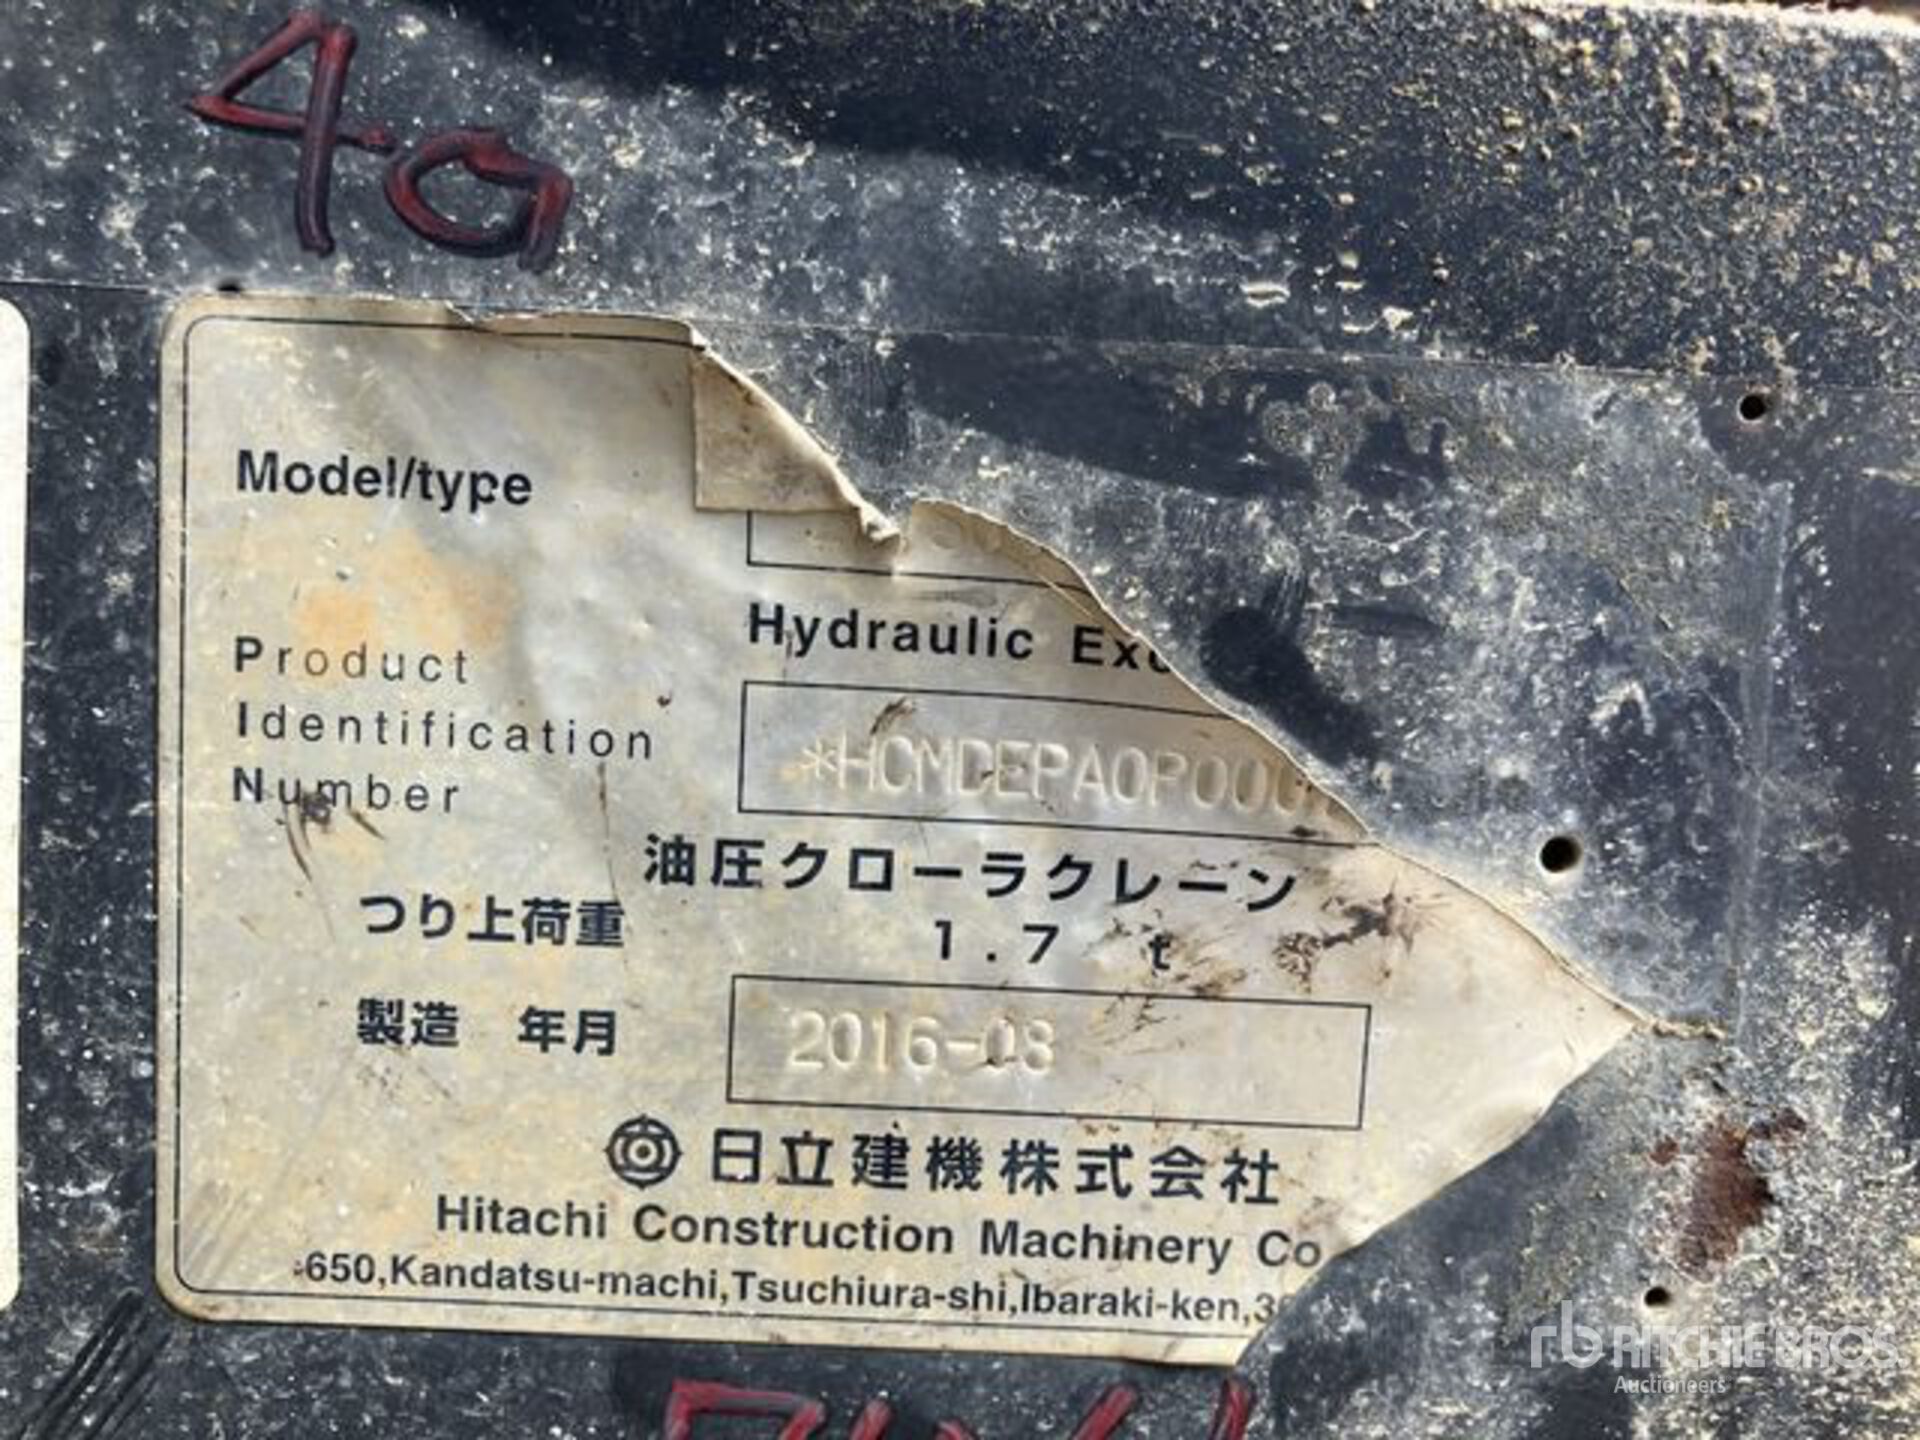 4a
Model/type
Hydraulic Exc
Product
Identification
Number
*HCMDEPA0P000
油圧クローラクレーン
つり上荷重 1.7 t
製造 年月 2016-08
日立建機株式会社
Hitachi Construction Machinery Co
650,Kandatsu-machi,Tsuchiura-shi,Ibaraki-ken,3
rb RITCHIE BROS.
Auctioneers